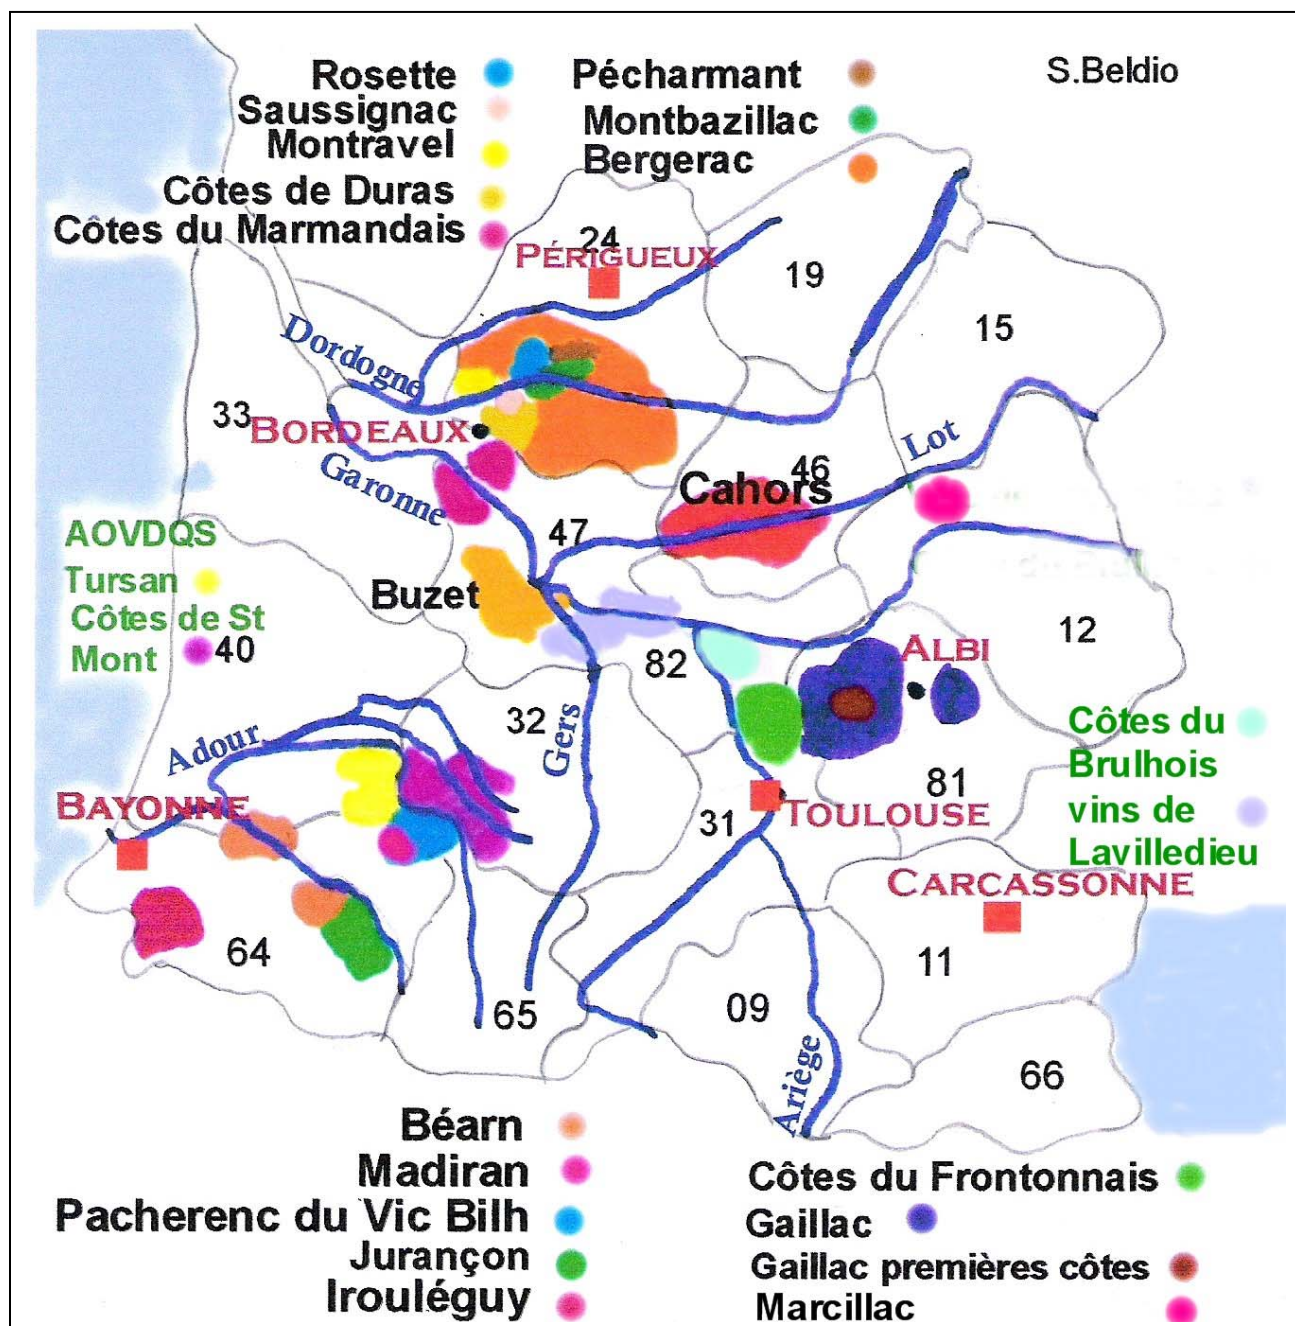 S.Beldio
Rosette
Saussignac
Montravel
Côtes de Duras
Côtes du Marmandais
Pécharmant
Montbazillac
Bergerac
24
PÉRIGUEUX
19
15
Dordogne
33
BORDEAUX
Garonne
46
Cahors
Lot
47
AOVDQS
Tursan
Côtes de St
Mont
40
Buzet
12
ALBI
82
32
Gers
Adour
BAYONNE
81
Côtes du
Brulhois
vins de
Lavilledieu
31
TOULOUSE
CARCASSONNE
64
65
09
11
Ariège
66
Béarn
Madiran
Pacherenc du Vic Bilh
Jurançon
Irouléguy
Côtes du Frontonnais
Gaillac
Gaillac premières côtes
Marcillac